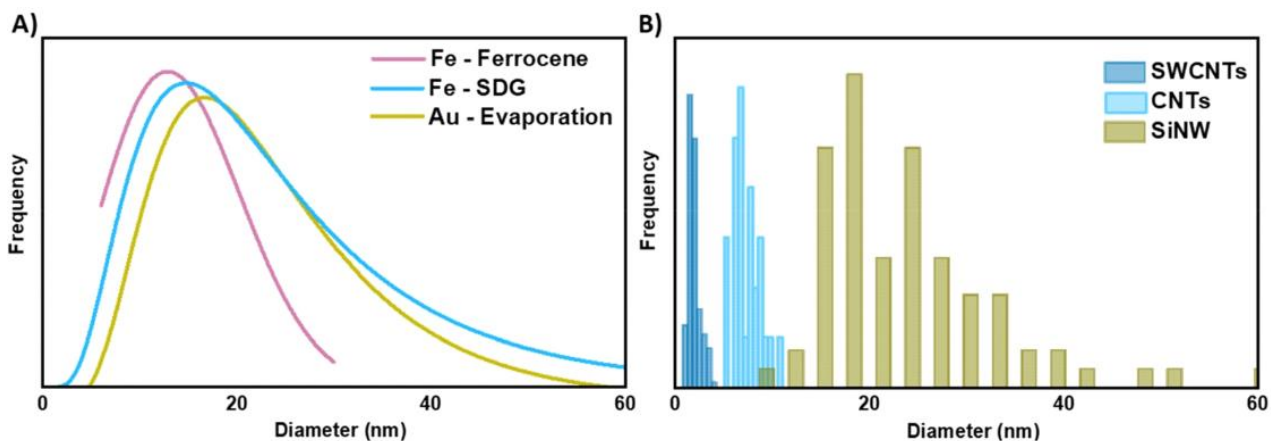 A)
Fe - Ferrocene
Fe - SDG
Au - Evaporation
Frequency
0 20 40 60
Diameter (nm)
B)
SWCNTs
CNTs
SiNW
Frequency
0 20 40 60
Diameter (nm)